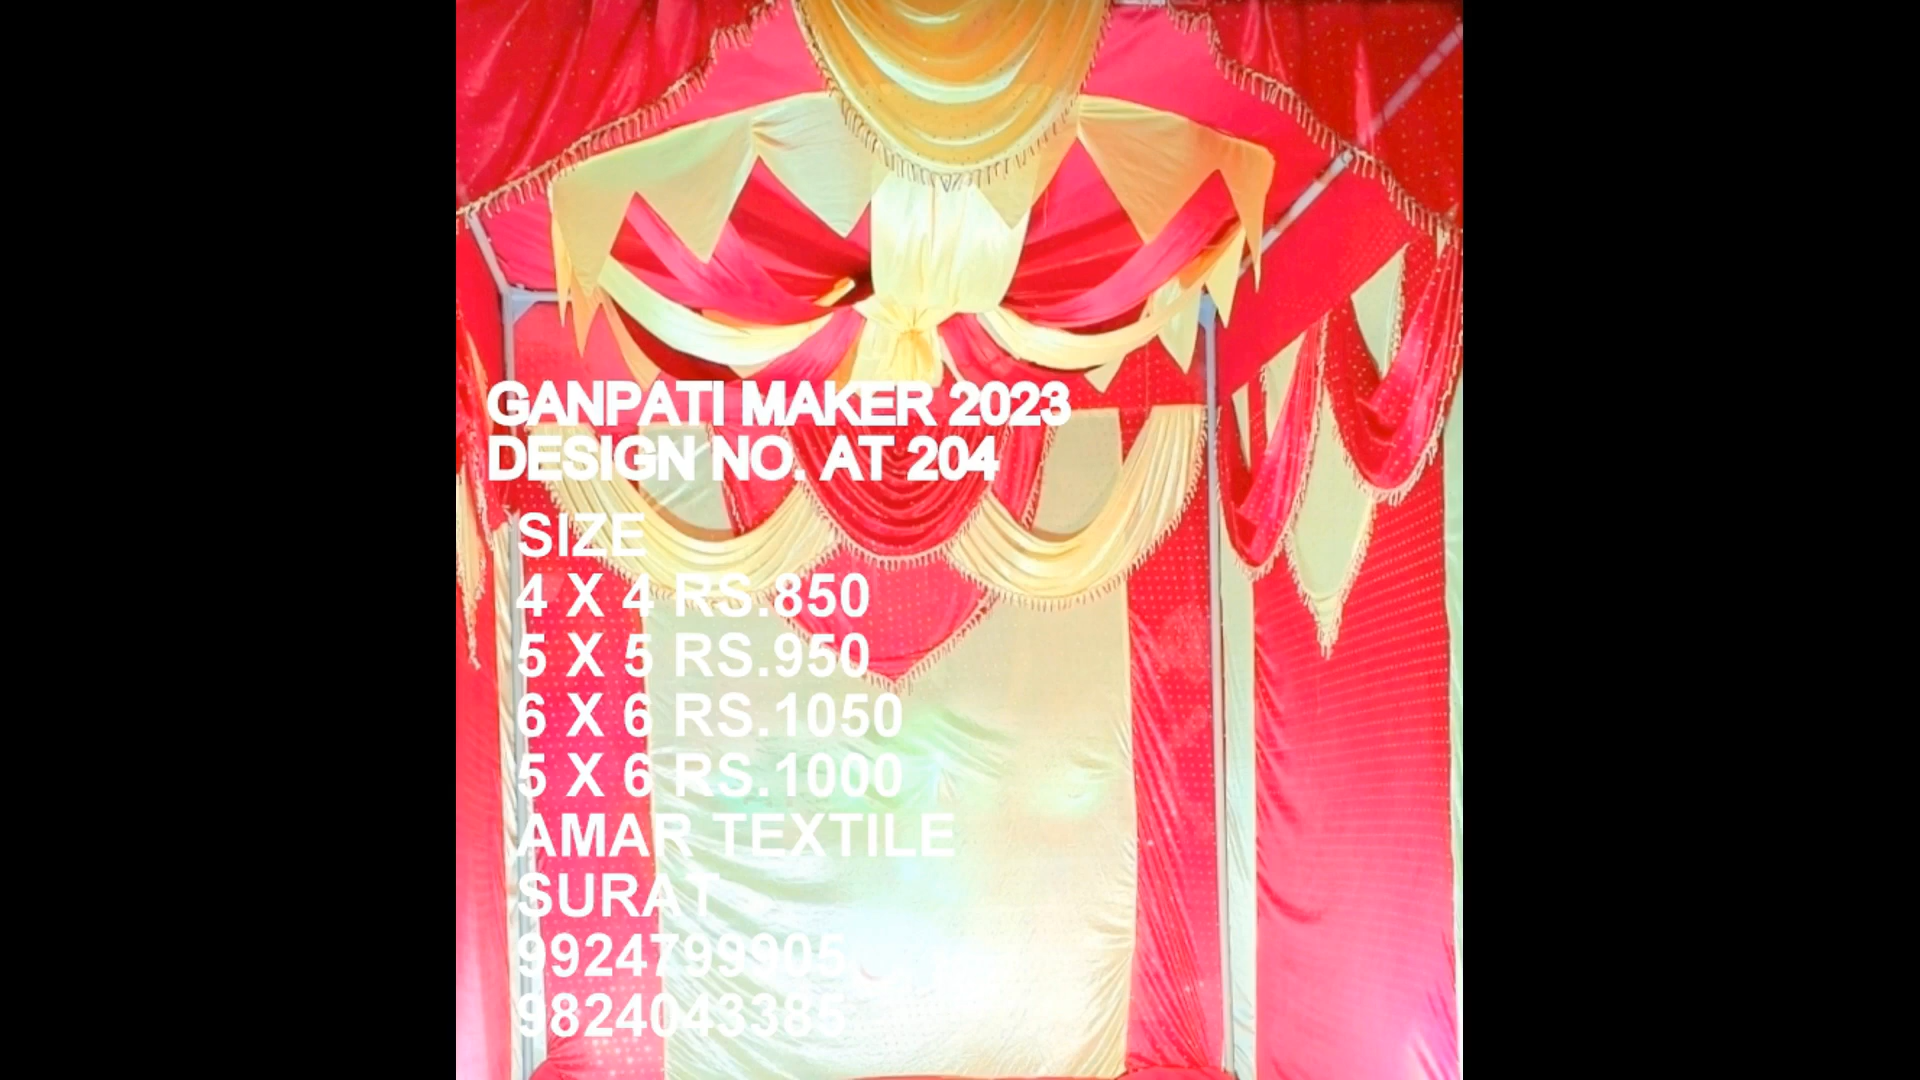 GANPATI MAKER 2023
DESIGN NO. AT 204
SIZE
4 X 4 RS.850
5 X 5 RS.950
6 X 6 RS.1050
5 X 6 RS.1000
AMAR TEXTILE
SURAT
9924799905
9824043385